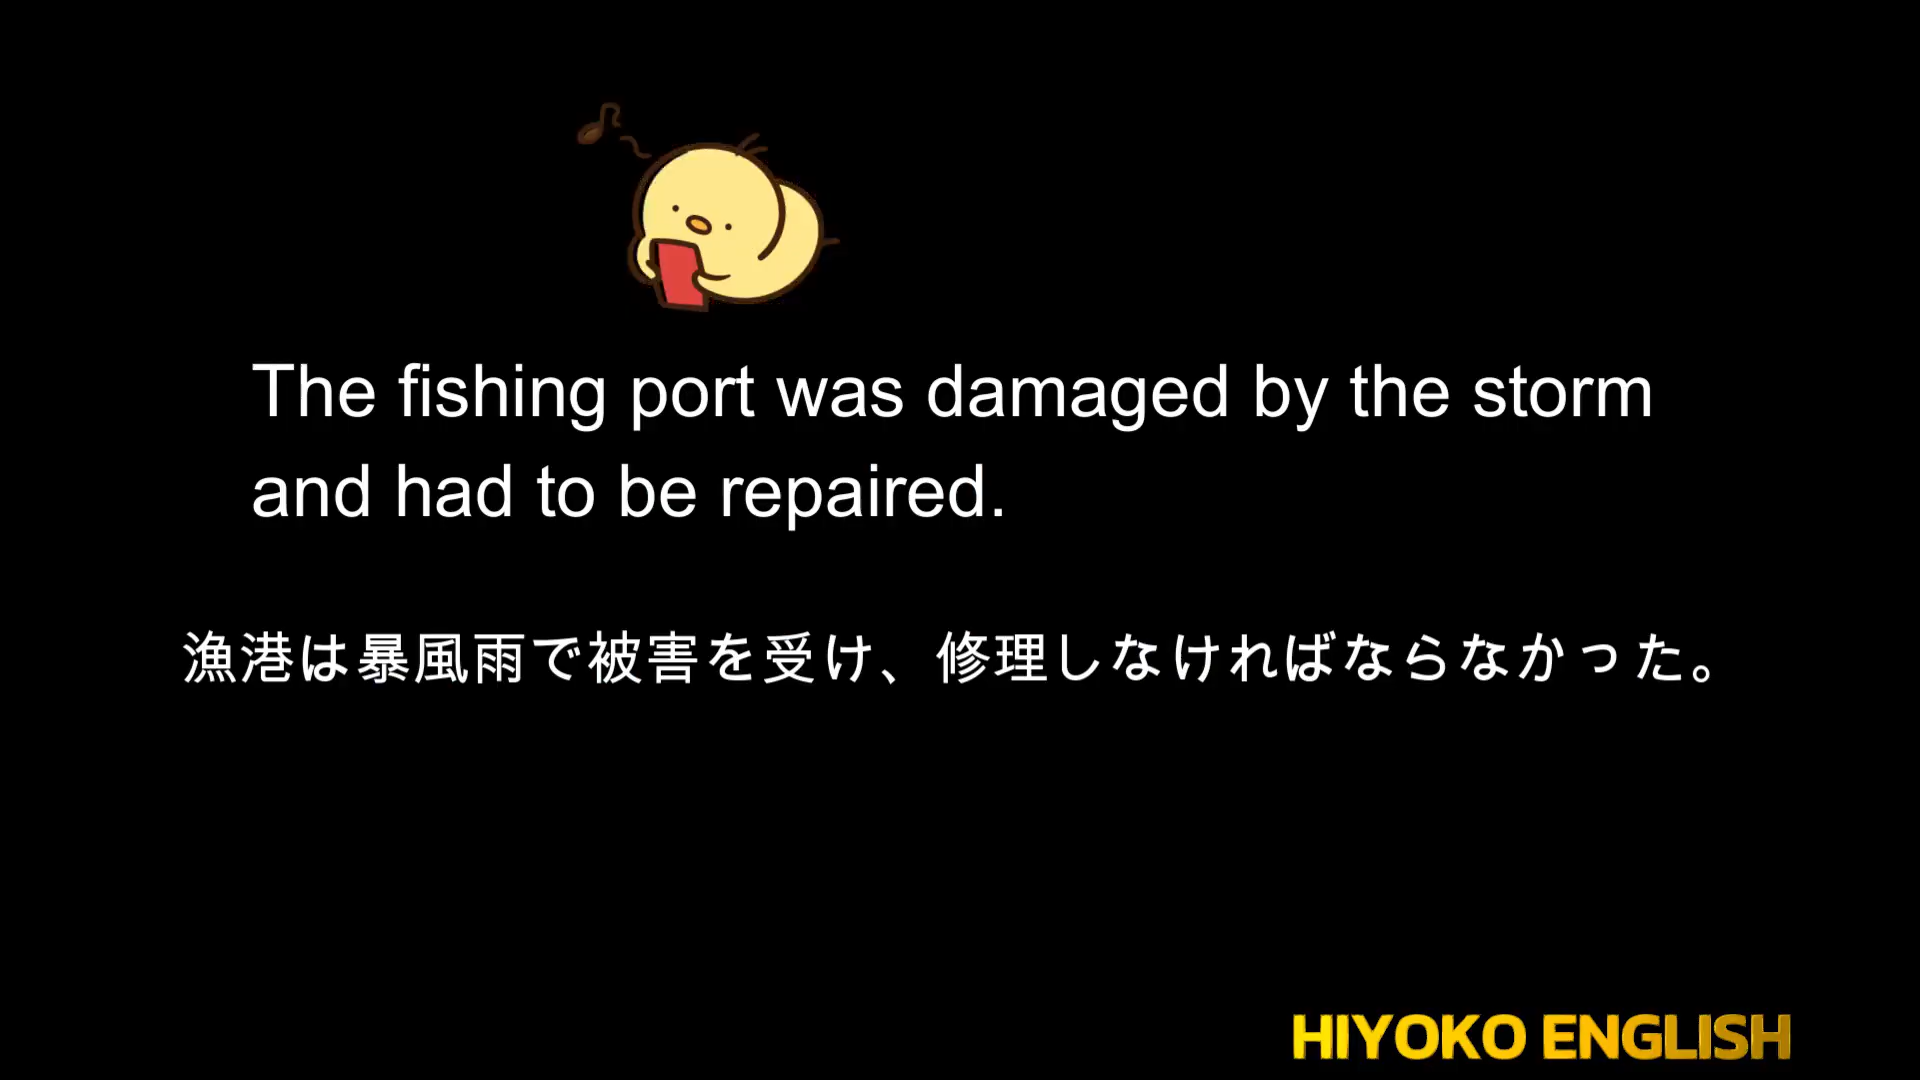 The fishing port was damaged by the storm
and had to be repaired.
漁港は暴風雨で被害を受け、修理しなければならなかった。
HIYOKO ENGLISH